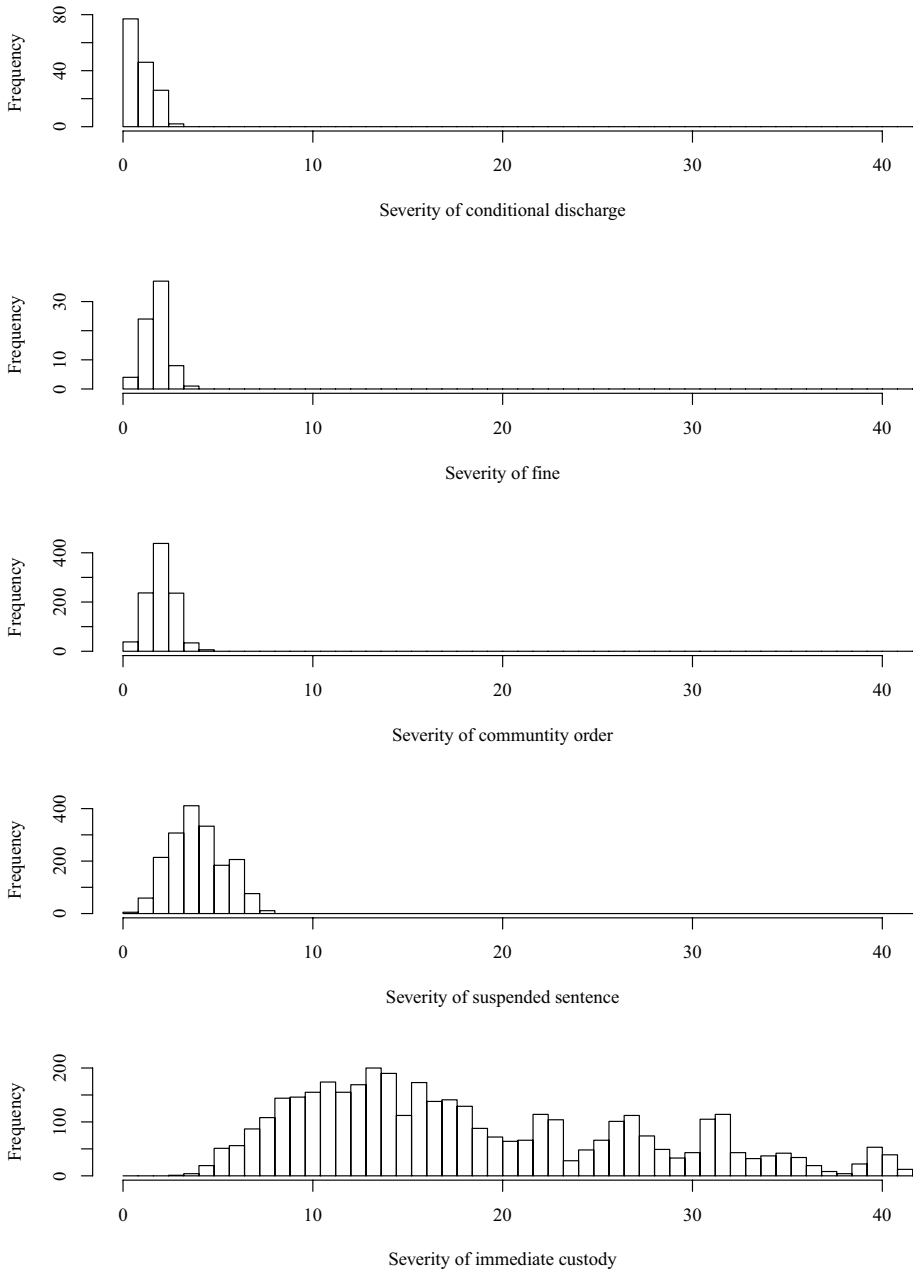 Frequency
80
40
0
0 10 20 30 40
Severity of conditional discharge
Frequency
30
10
0
0 10 20 30 40
Severity of fine
Frequency
400
200
0
0 10 20 30 40
Severity of communtity order
Frequency
400
200
0
0 10 20 30 40
Severity of suspended sentence
Frequency
200
100
0
0 10 20 30 40
Severity of immediate custody